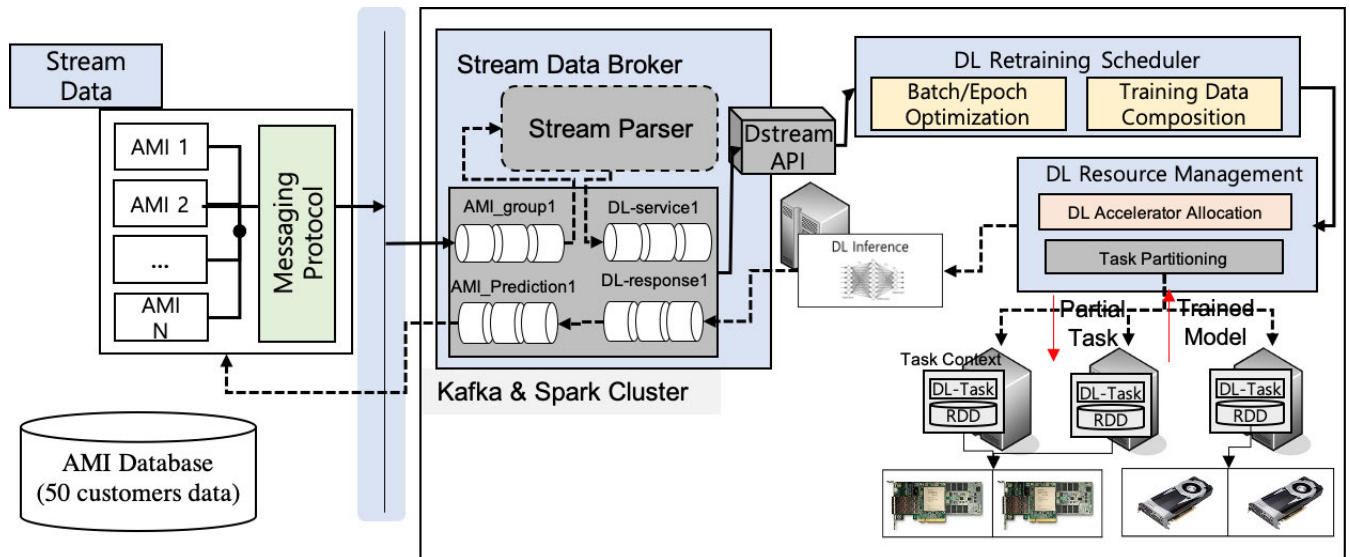 Stream
Data
AMI 1
AMI 2
...
AMI
N
Messaging
Protocol
AMI Database
(50 customers data)
Stream Data Broker
Stream Parser
AMI_group1
DL-service1
AMI_Prediction1
DL-response1
Kafka & Spark Cluster
Dstream
API
DL Retraining Scheduler
Batch/Epoch
Optimization
Training Data
Composition
DL Resource Management
DL Accelerator Allocation
Task Partitioning
DL Inference
Partial
Task
Trained
Model
Task Context
DL-Task
RDD
DL-Task
RDD
DL-Task
RDD